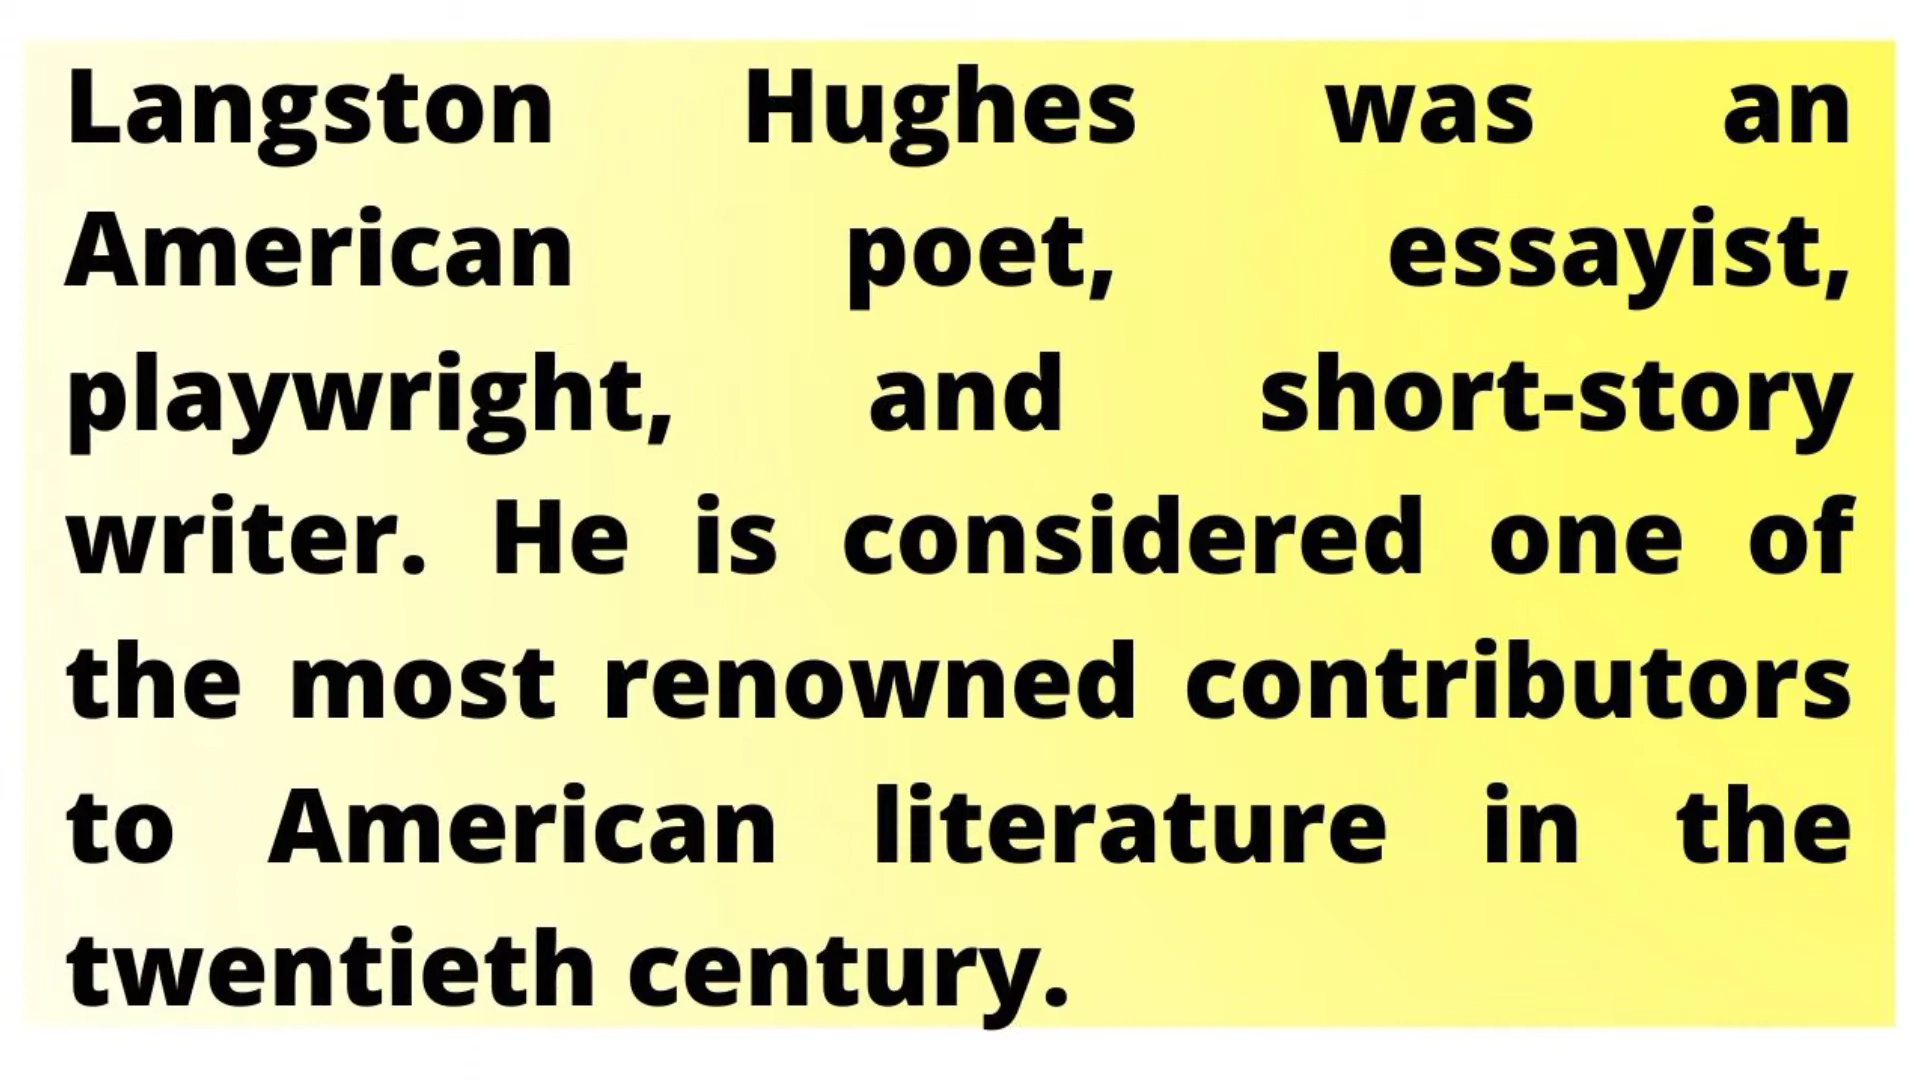 Langston Hughes was an
American poet, essayist,
playwright, and short-story
writer. He is considered one of
the most renowned contributors
to American literature in the
twentieth century.